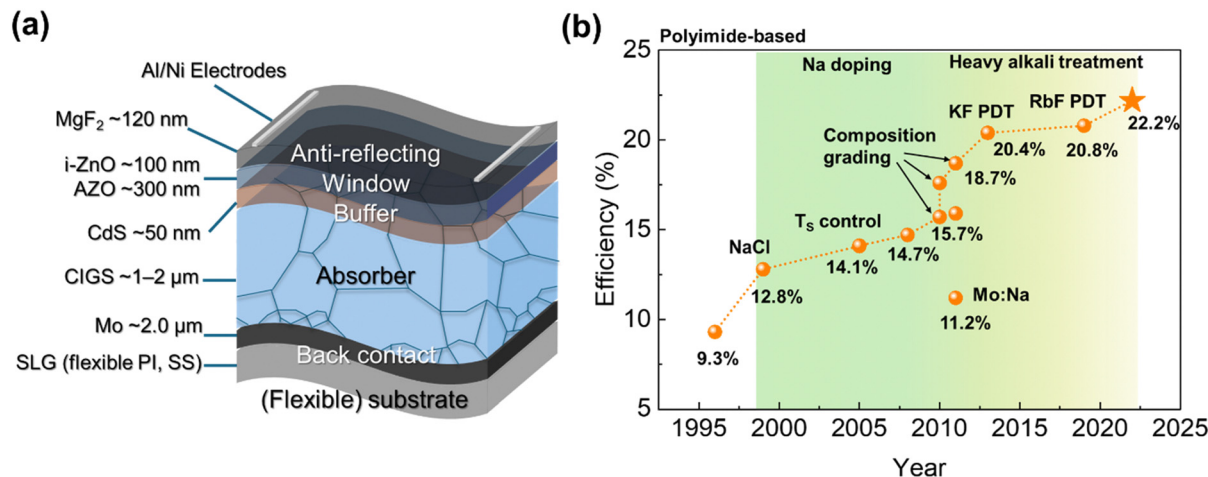 (a)
Al/Ni Electrodes
MgF₂ ~120 nm
i-ZnO ~100 nm
AZO ~300 nm
CdS ~50 nm
CIGS ~1–2 μm
Mo ~2.0 μm
SLG (flexible PI, SS)
Anti-reflecting
Window
Buffer
Absorber
Back contact
(Flexible) substrate
(b)
Polyimide-based
Efficiency (%)
25
20
15
10
5
Na doping
Heavy alkali treatment
KF PDT
RbF PDT
22.2%
Composition
grading
20.4%
20.8%
18.7%
T_S control
15.7%
NaCl
14.1%
14.7%
12.8%
Mo:Na
11.2%
9.3%
1995
2000
2005
2010
2015
2020
2025
Year